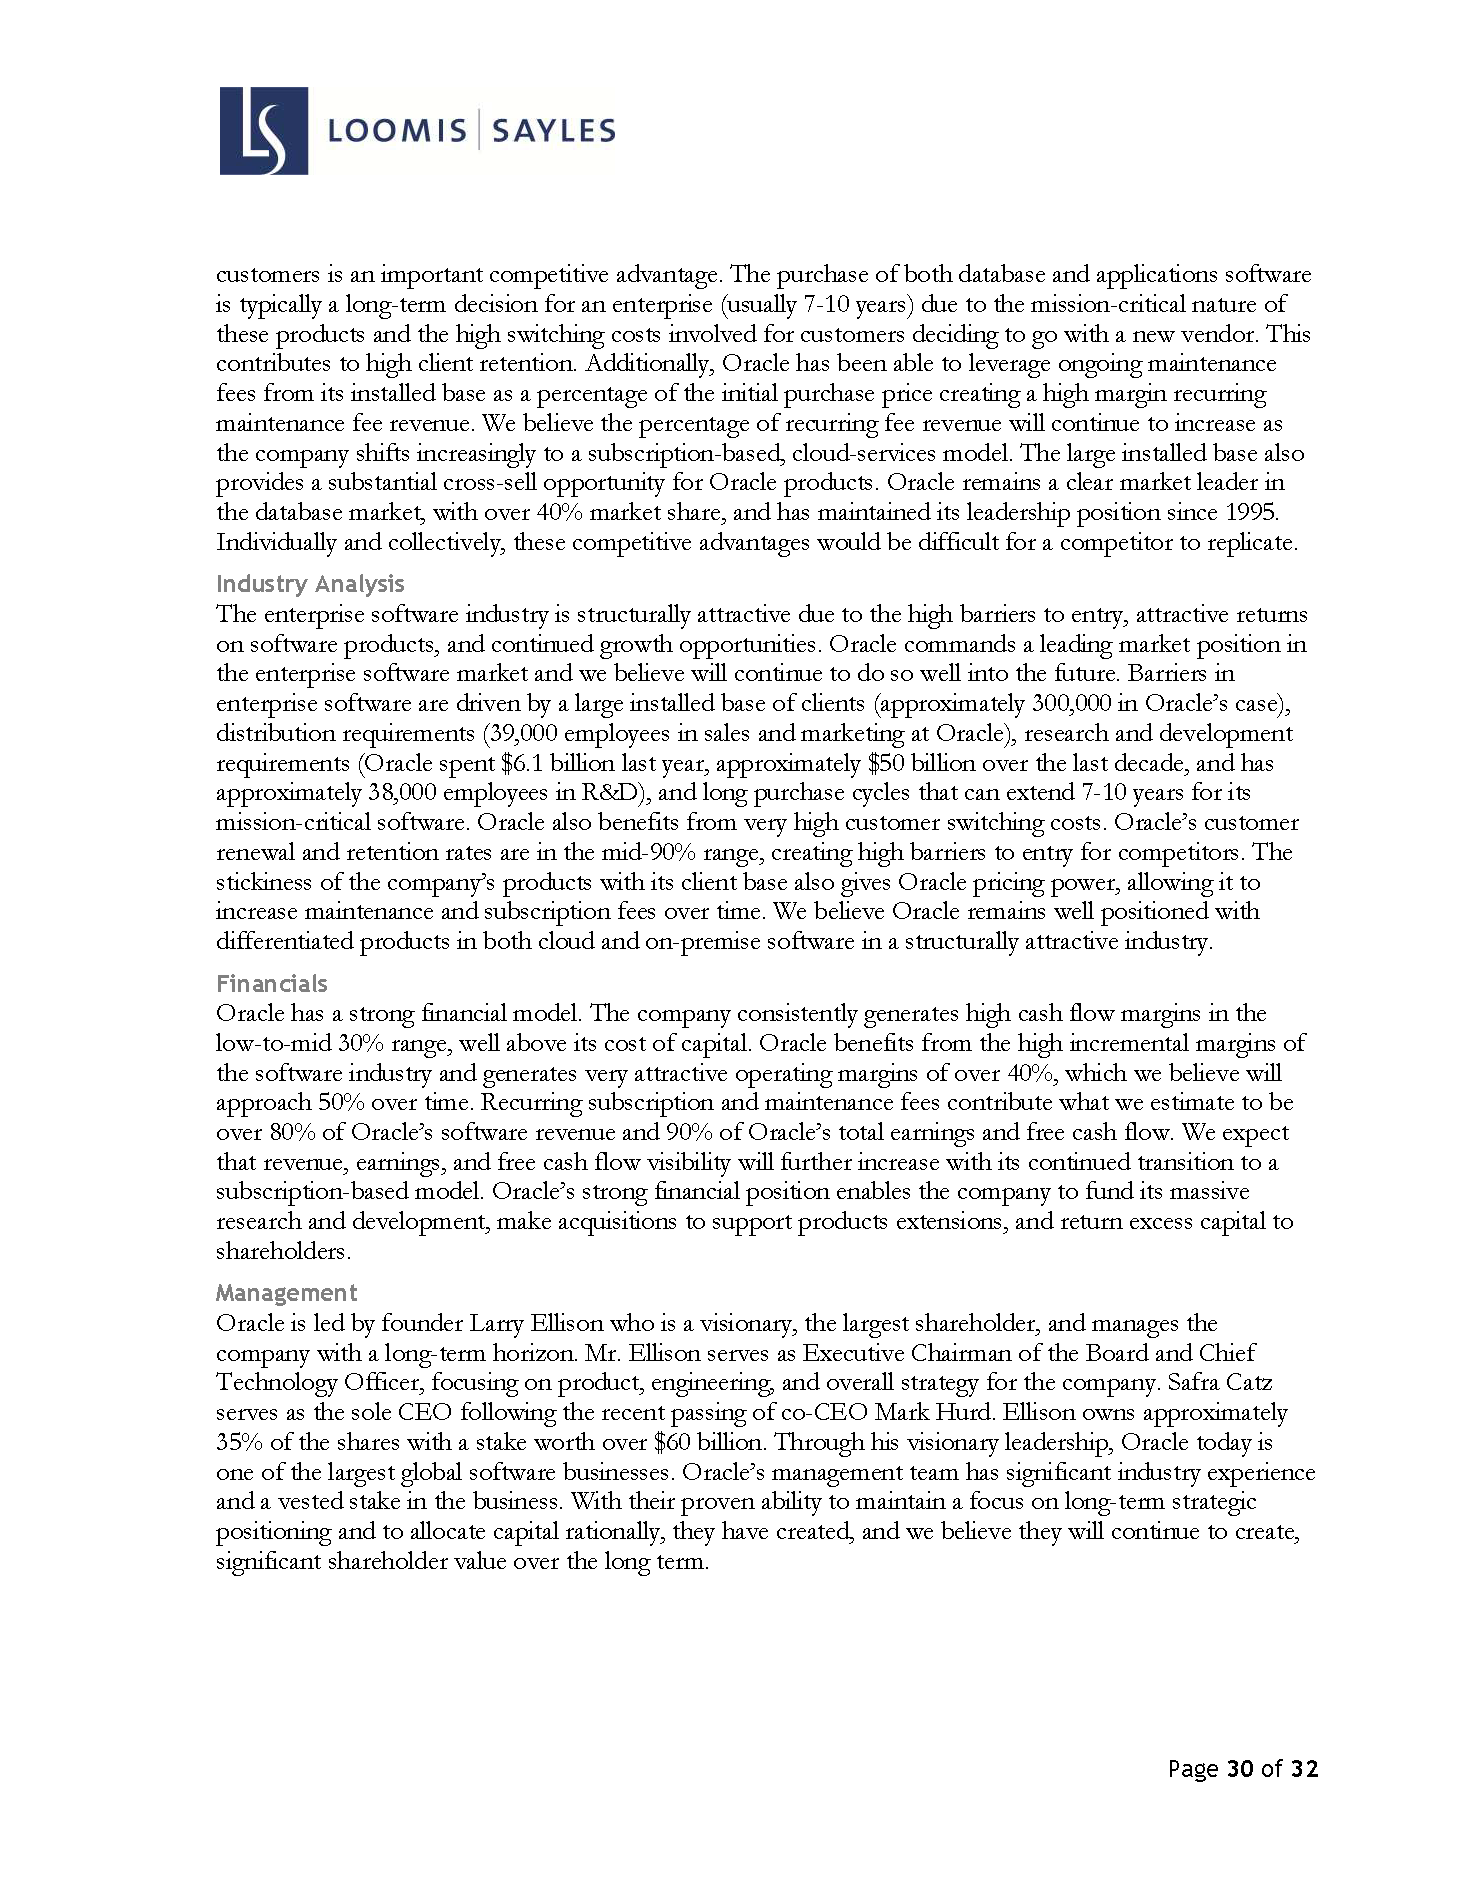 LS LOOMIS | SAYLES
customers is an important competitive advantage. The purchase of both database and applications software
is typically a long-term decision for an enterprise (usually 7-10 years) due to the mission-critical nature of
these products and the high switching costs involved for customers deciding to go with a new vendor. This
contributes to high client retention. Additionally, Oracle has been able to leverage ongoing maintenance
fees from its installed base as a percentage of the initial purchase price creating a high margin recurring
maintenance fee revenue. We believe the percentage of recurring fee revenue will continue to increase as
the company shifts increasingly to a subscription-based, cloud-services model. The large installed base also
provides a substantial cross-sell opportunity for Oracle products. Oracle remains a clear market leader in
the database market, with over 40% market share, and has maintained its leadership position since 1995.
Individually and collectively, these competitive advantages would be difficult for a competitor to replicate.
Industry Analysis
The enterprise software industry is structurally attractive due to the high barriers to entry, attractive returns
on software products, and continued growth opportunities. Oracle commands a leading market position in
the enterprise software market and we believe will continue to do so well into the future. Barriers in
enterprise software are driven by a large installed base of clients (approximately 300,000 in Oracle's case),
distribution requirements (39,000 employees in sales and marketing at Oracle), research and development
requirements (Oracle spent $6.1 billion last year, approximately $50 billion over the last decade, and has
approximately 38,000 employees in R&D), and long purchase cycles that can extend 7-10 years for its
mission-critical software. Oracle also benefits from very high customer switching costs. Oracle's customer
renewal and retention rates are in the mid-90% range, creating high barriers to entry for competitors. The
stickiness of the company's products with its client base also gives Oracle pricing power, allowing it to
increase maintenance and subscription fees over time. We believe Oracle remains well positioned with
differentiated products in both cloud and on-premise software in a structurally attractive industry.
Financials
Oracle has a strong financial model. The company consistently generates high cash flow margins in the
low-to-mid 30% range, well above its cost of capital. Oracle benefits from the high incremental margins of
the software industry and generates very attractive operating margins of over 40%, which we believe will
approach 50% over time. Recurring subscription and maintenance fees contribute what we estimate to be
over 80% of Oracle's software revenue and 90% of Oracle's total earnings and free cash flow. We expect
that revenue, earnings, and free cash flow visibility will further increase with its continued transition to a
subscription-based model. Oracle's strong financial position enables the company to fund its massive
research and development, make acquisitions to support products extensions, and return excess capital to
shareholders.
Management
Oracle is led by founder Larry Ellison who is a visionary, the largest shareholder, and manages the
company with a long-term horizon. Mr. Ellison serves as Executive Chairman of the Board and Chief
Technology Officer, focusing on product, engineering, and overall strategy for the company. Safra Catz
serves as the sole CEO following the recent passing of co-CEO Mark Hurd. Ellison owns approximately
35% of the shares with a stake worth over $60 billion. Through his visionary leadership, Oracle today is
one of the largest global software businesses. Oracle's management team has significant industry experience
and a vested stake in the business. With their proven ability to maintain a focus on long-term strategic
positioning and to allocate capital rationally, they have created, and we believe they will continue to create,
significant shareholder value over the long term.
Page 30 of 32